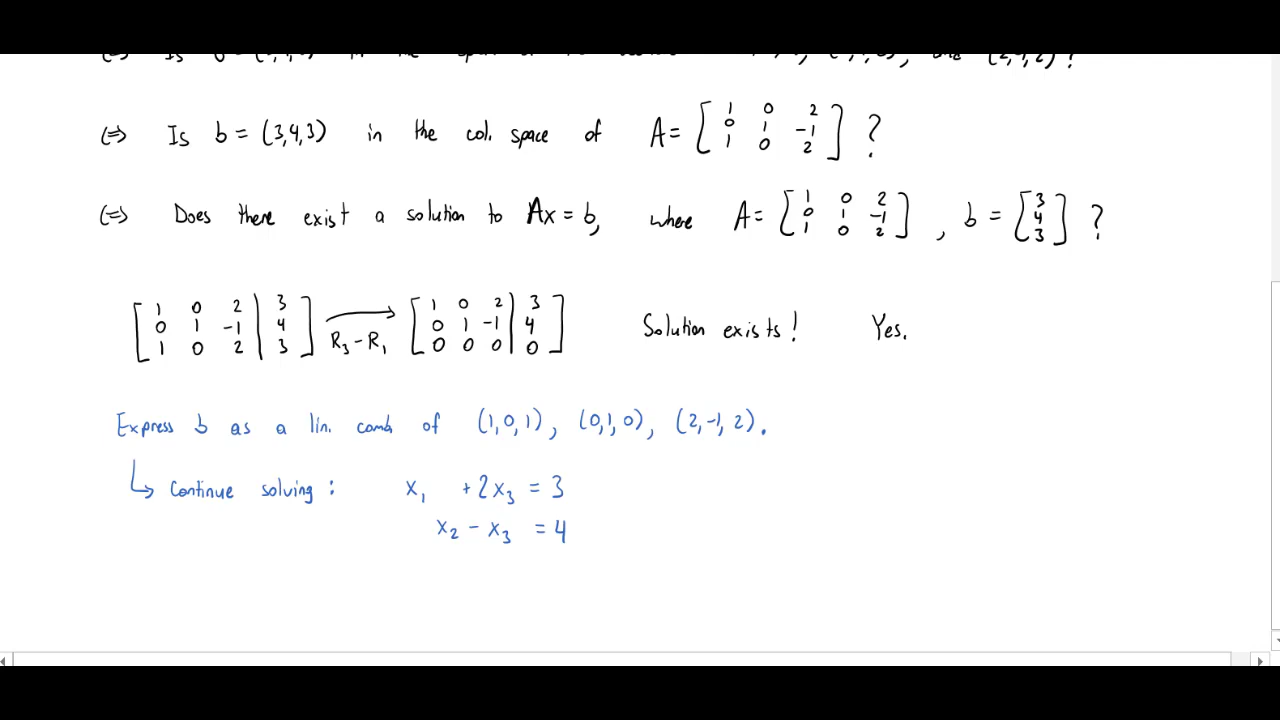 (⇔) Is b = (3,4,3) in the col. space of A = [1 0 2; 0 1 -1; 1 0 2] ?
(⇔) Does there exist a solution to Ax = b, where A = [1 0 2; 0 1 -1; 1 0 2], b = [3; 4; 3] ?
[1 0 2 | 3; 0 1 -1 | 4; 1 0 2 | 3] → R₃ - R₁ [1 0 2 | 3; 0 1 -1 | 4; 0 0 0 | 0] Solution exists! Yes.
Express b as a lin. comb of (1,0,1), (0,1,0), (2,-1,2).
↳ Continue solving: x₁ + 2x₃ = 3
x₂ - x₃ = 4